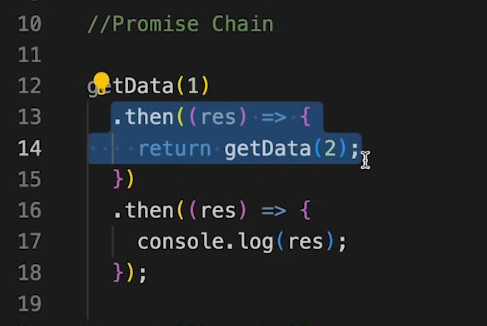 10 //Promise Chain
11
12 getData(1)
13 .then((res) => {
14 return getData(2);
15 })
16 .then((res) => {
17 console.log(res);
18 });
19